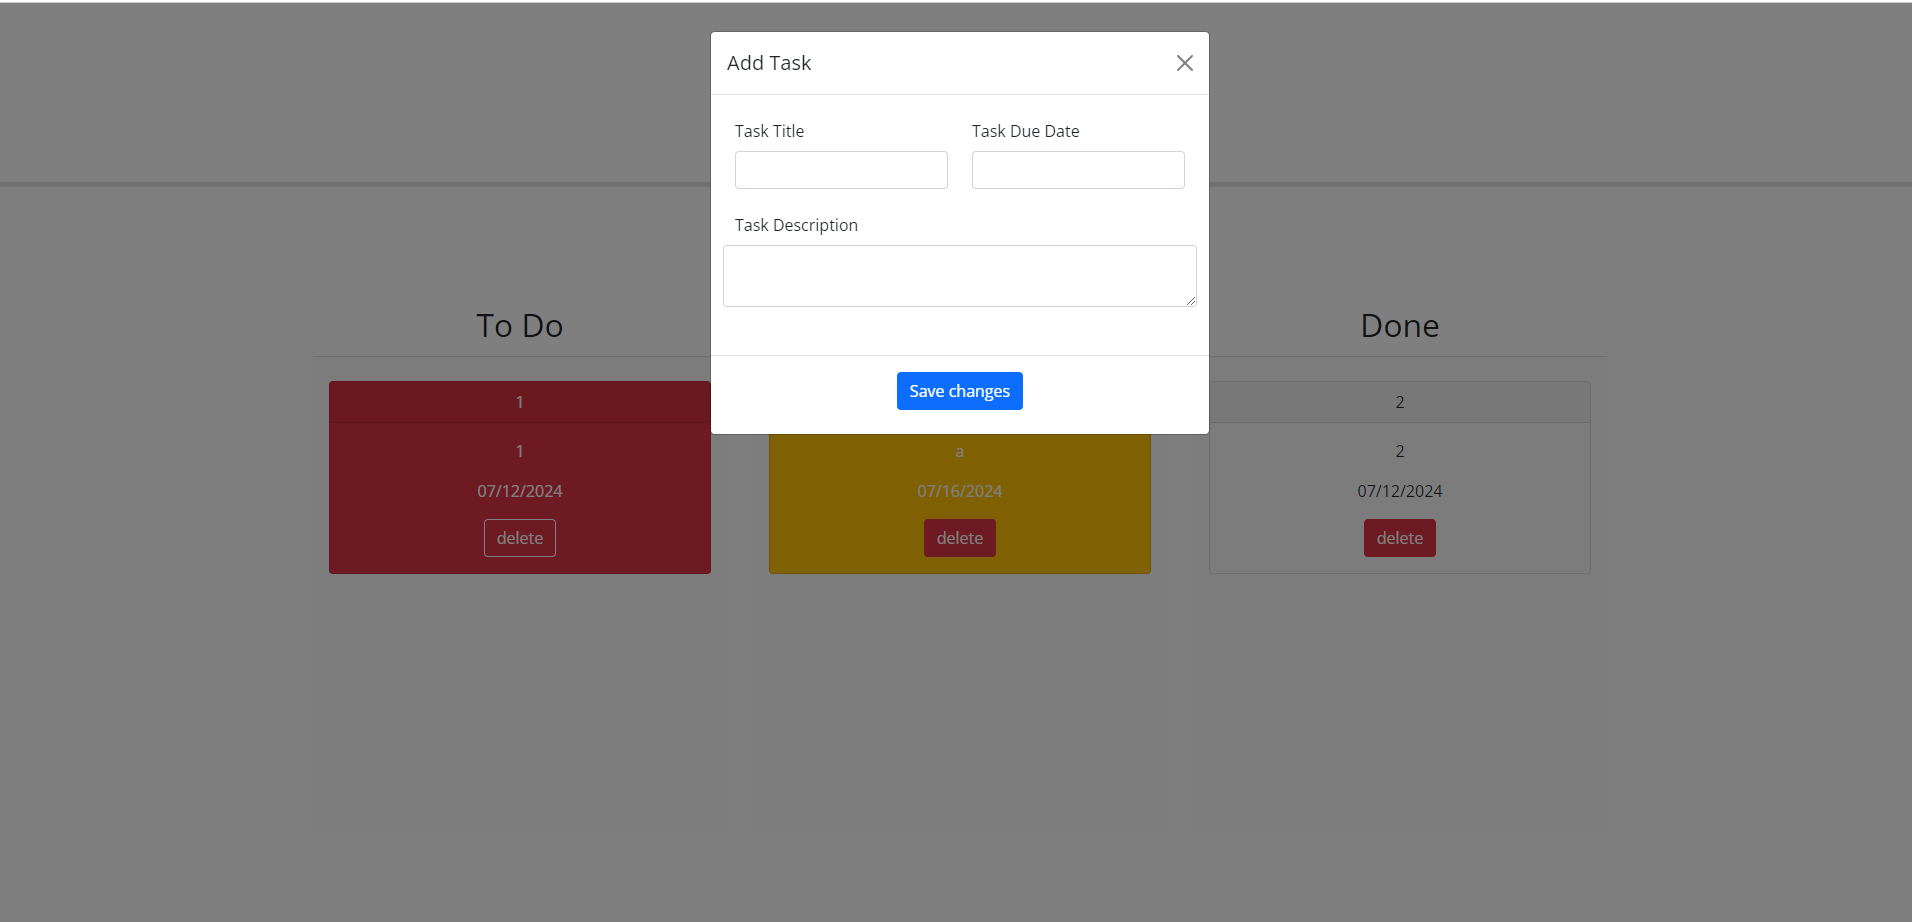 Add Task
Task Title
Task Due Date
Task Description
Save changes
To Do
1
1
07/12/2024
delete
a
07/16/2024
delete
Done
2
2
07/12/2024
delete